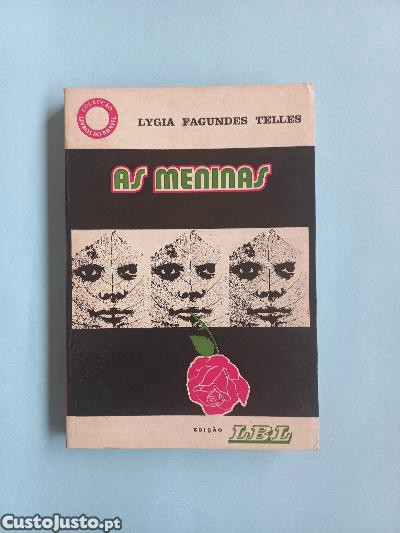 COLECÇÃO
LIVROS DO BRASIL
LYGIA FAGUNDES TELLES
AS MENINAS
EDIÇÃO LBL
CustoJusto.pt